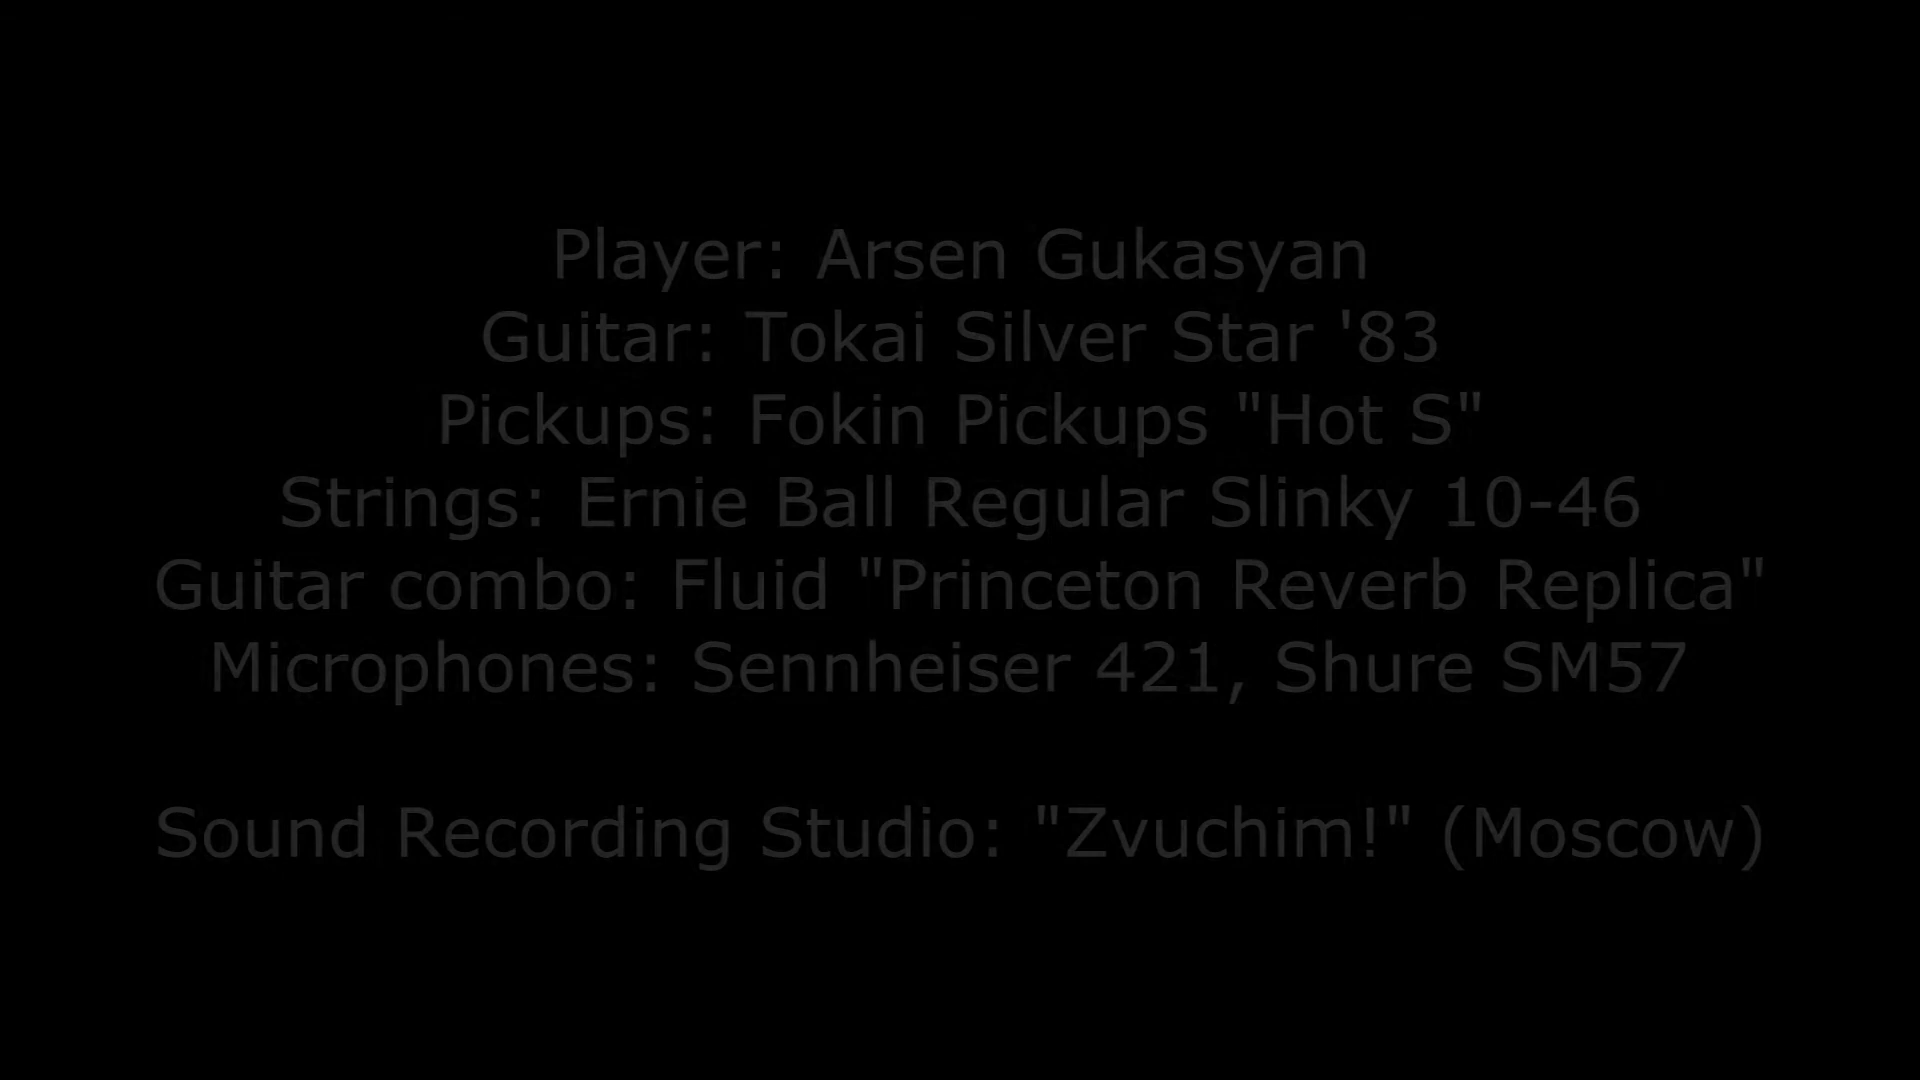 Player: Arsen Gukasyan
Guitar: Tokai Silver Star '83
Pickups: Fokin Pickups "Hot S"
Strings: Ernie Ball Regular Slinky 10-46
Guitar combo: Fluid "Princeton Reverb Replica"
Microphones: Sennheiser 421, Shure SM57
Sound Recording Studio: "Zvuchim!" (Moscow)